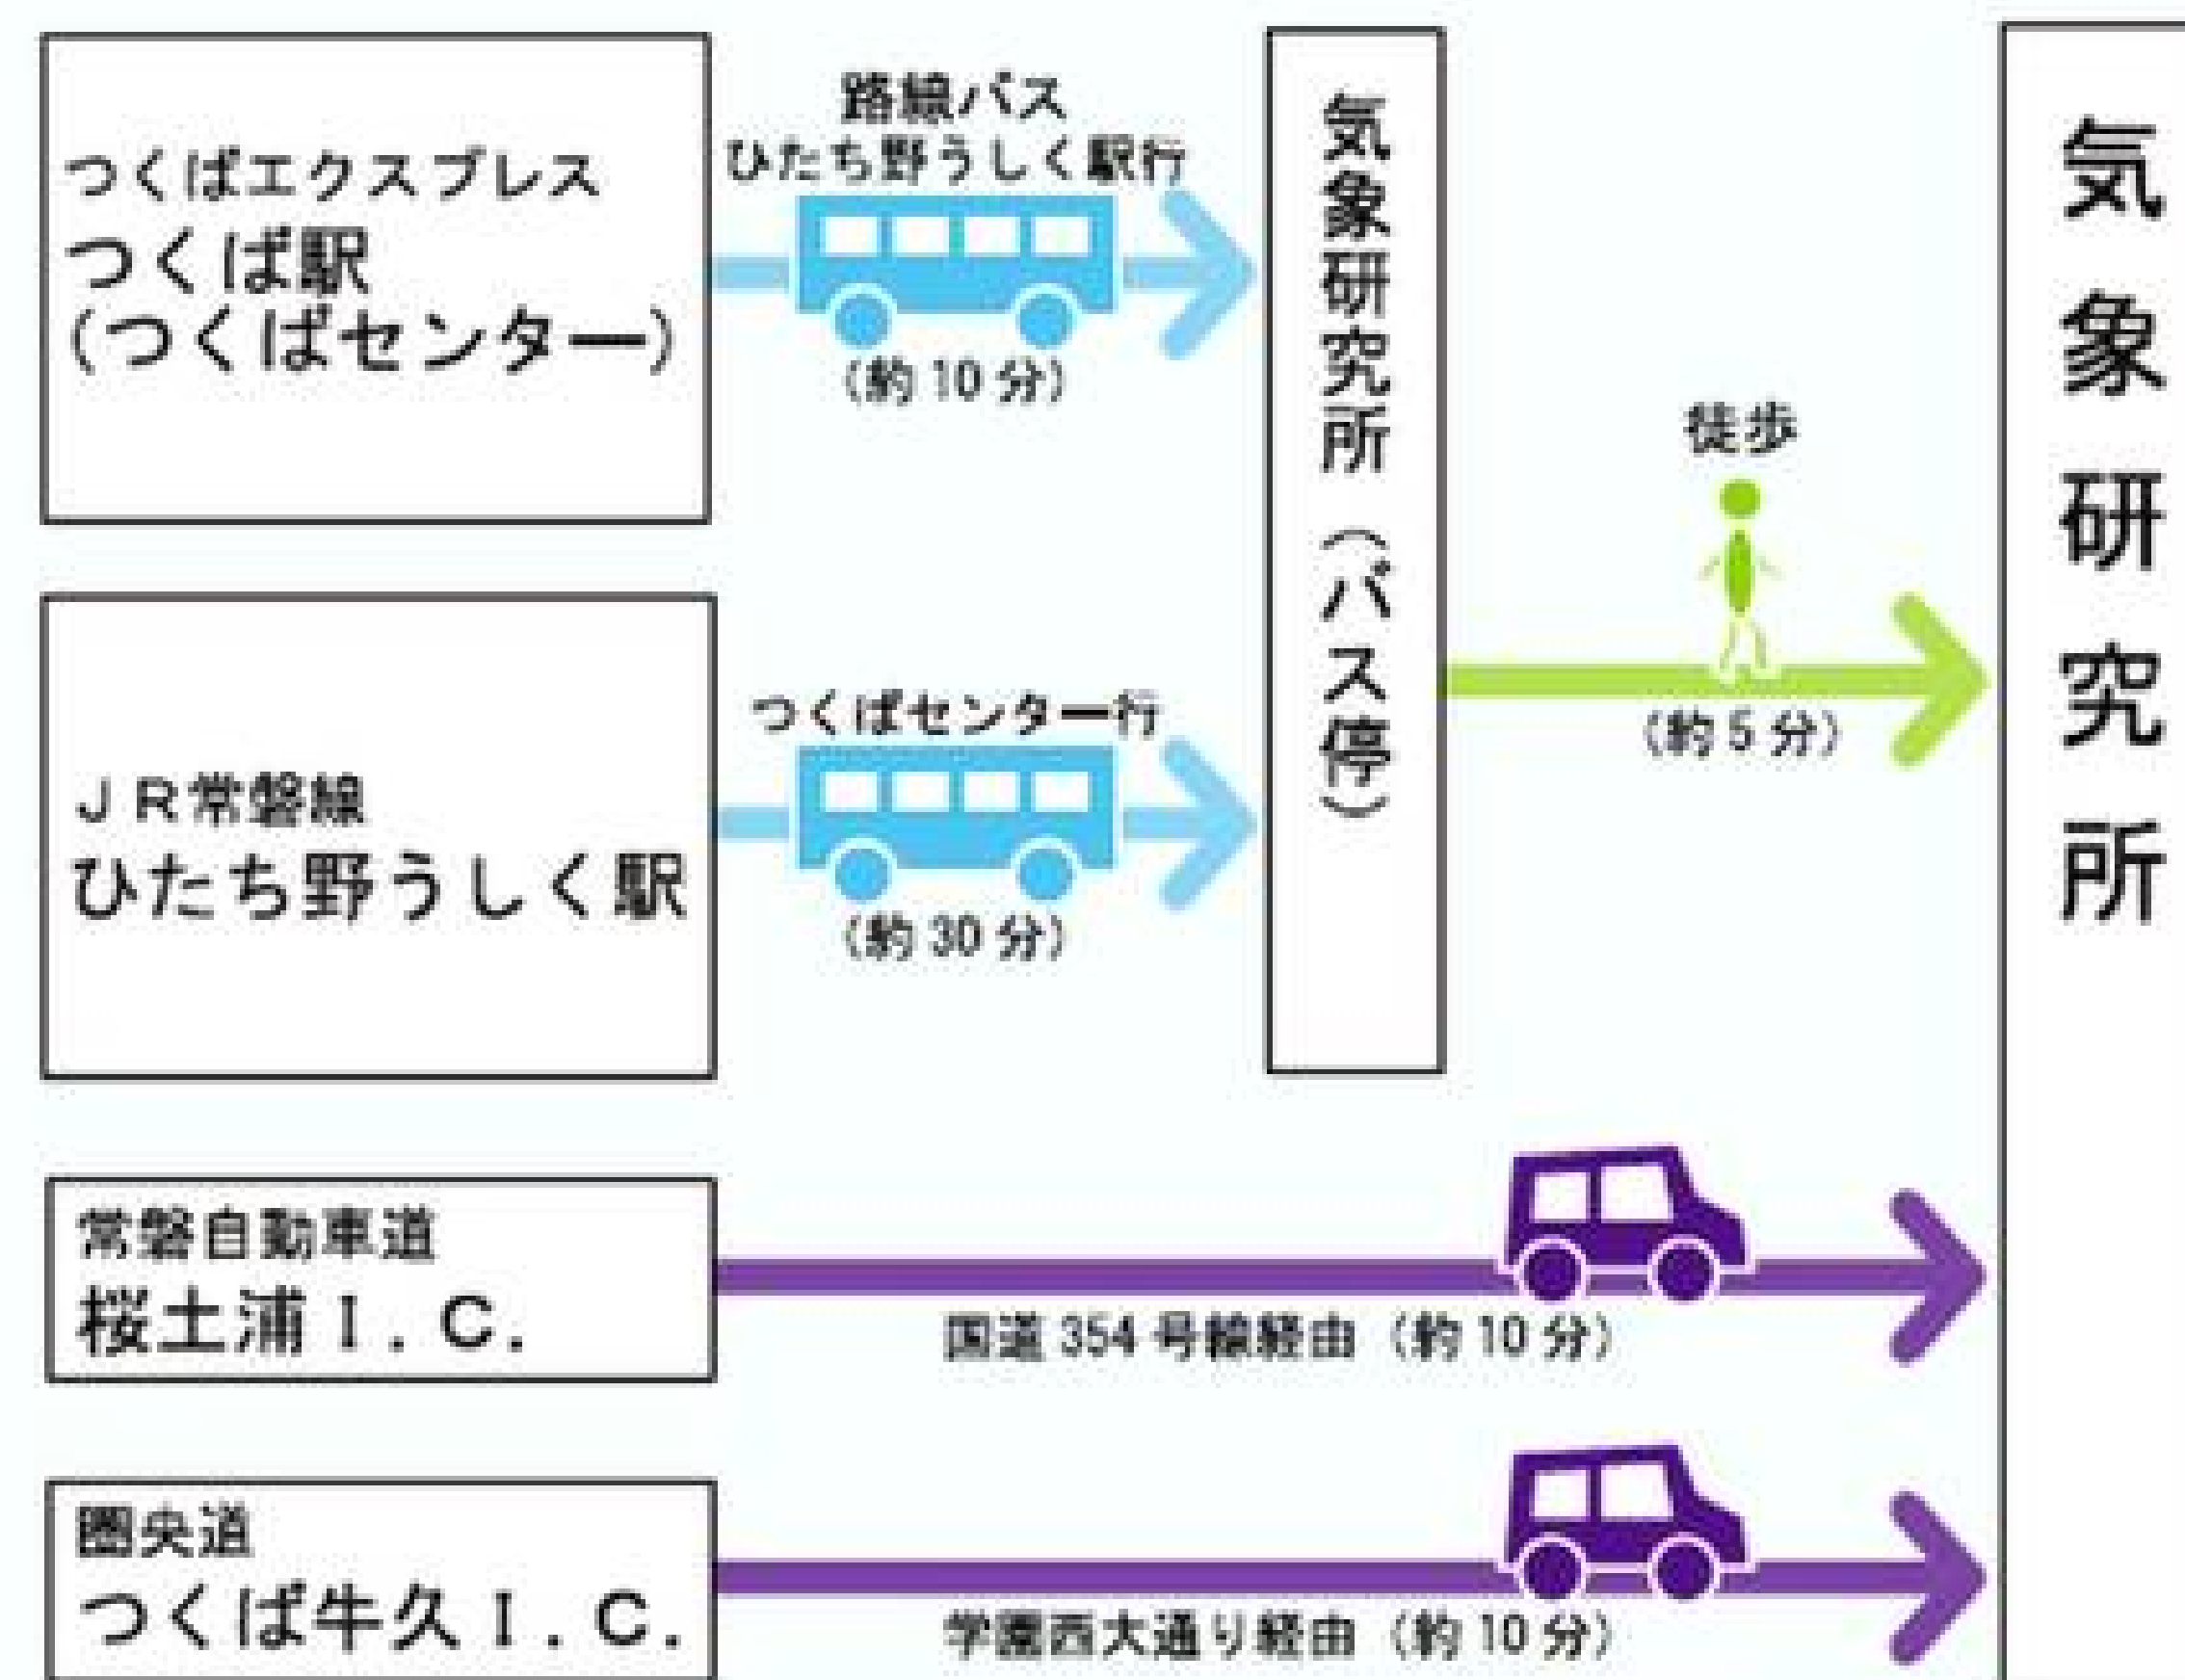 つくばエクスプレス
つくば駅
(つくばセンター)
路線バス
ひたち野うしく駅行
(約10分)
JR常磐線
ひたち野うしく駅
つくばセンター行
(約30分)
気象研究所(バス停)
徒歩
(約5分)
気象研究所
常磐自動車道
桜土浦I.C.
国道354号線経由(約10分)
圏央道
つくば牛久I.C.
学園西大通り経由(約10分)